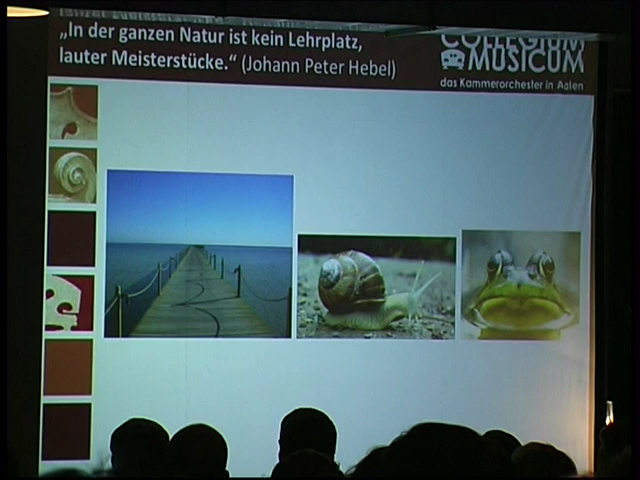 „In der ganzen Natur ist kein Lehrplatz,
lauter Meisterstücke.“ (Johann Peter Hebel)
COLLEGIUM
MUSICUM
das Kammerorchester in Aalen